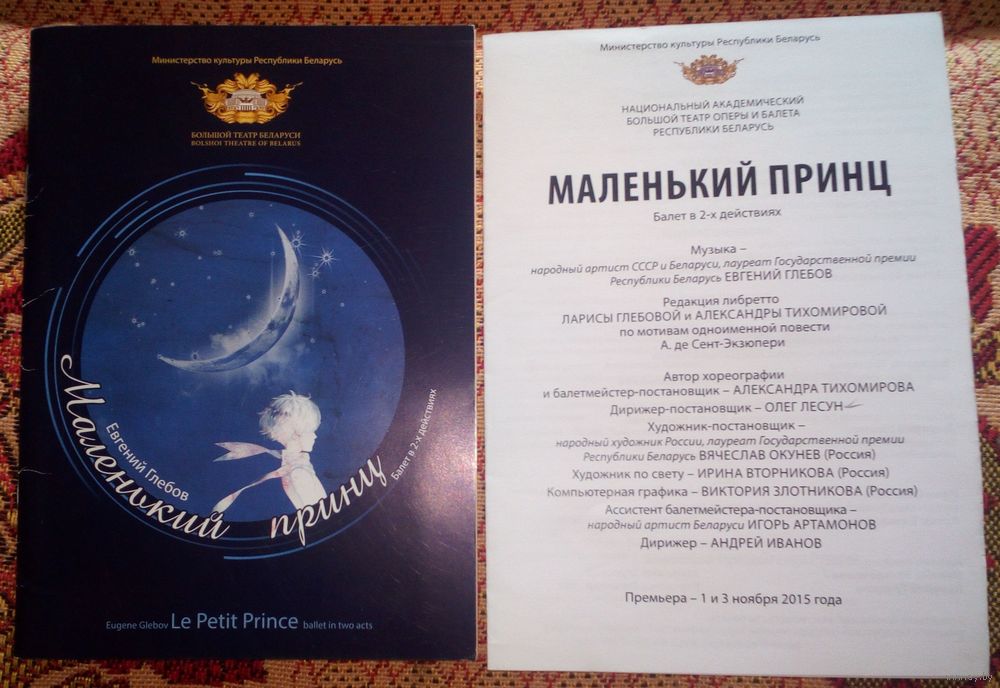 Министерство культуры Республики Беларусь
БОЛЬШОЙ ТЕАТР БЕЛАРУСИ
BOLSHOI THEATRE OF BELARUS
Евгений Глебов
Маленький принц
Балет в 2-х действиях
Eugene Glebov Le Petit Prince ballet in two acts
Министерство культуры Республики Беларусь
НАЦИОНАЛЬНЫЙ АКАДЕМИЧЕСКИЙ
БОЛЬШОЙ ТЕАТР ОПЕРЫ И БАЛЕТА
РЕСПУБЛИКИ БЕЛАРУСЬ
МАЛЕНЬКИЙ ПРИНЦ
Балет в 2-х действиях
Музыка –
народный артист СССР и Беларуси, лауреат Государственной премии
Республики Беларусь ЕВГЕНИЙ ГЛЕБОВ
Редакция либретто
ЛАРИСЫ ГЛЕБОВОЙ и АЛЕКСАНДРЫ ТИХОМИРОВОЙ
по мотивам одноименной повести
А. де Сент-Экзюпери
Автор хореографии
и балетмейстер-постановщик – АЛЕКСАНДРА ТИХОМИРОВА
Дирижер-постановщик – ОЛЕГ ЛЕСУН
Художник-постановщик –
народный художник России, лауреат Государственной премии
Республики Беларусь ВЯЧЕСЛАВ ОКУНЕВ (Россия)
Художник по свету – ИРИНА ВТОРНИКОВА (Россия)
Компьютерная графика – ВИКТОРИЯ ЗЛОТНИКОВА (Россия)
Ассистент балетмейстера-постановщика –
народный артист Беларуси ИГОРЬ АРТАМОНОВ
Дирижер – АНДРЕЙ ИВАНОВ
Премьера – 1 и 3 ноября 2015 года